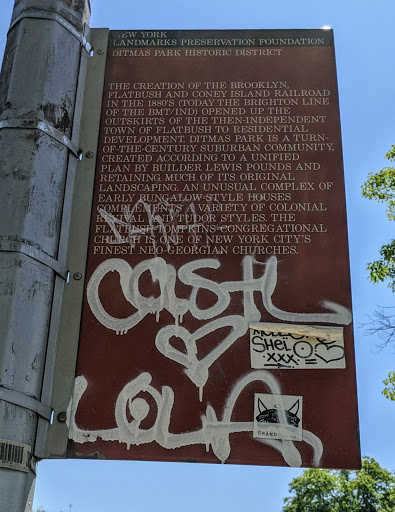 NEW YORK
LANDMARKS PRESERVATION FOUNDATION
DITMAS PARK HISTORIC DISTRICT
THE CREATION OF THE BROOKLYN,
FLATBUSH AND CONEY ISLAND RAILROAD
IN THE 1880'S (TODAY THE BRIGHTON LINE
OF THE BMT/IND) OPENED UP THE
OUTSKIRTS OF THE THEN-INDEPENDENT
TOWN OF FLATBUSH TO RESIDENTIAL
DEVELOPMENT. DITMAS PARK IS A TURN-
OF-THE-CENTURY SUBURBAN COMMUNITY,
CREATED ACCORDING TO A UNIFIED
PLAN BY BUILDER LEWIS POUNDS AND
RETAINING MUCH OF ITS ORIGINAL
LANDSCAPING. AN UNUSUAL COMPLEX OF
EARLY BUNGALOW-STYLE HOUSES
COMPLEMENTS A VARIETY OF COLONIAL
REVIVAL AND TUDOR STYLES. THE
FLATBUSH-TOMPKINS CONGREGATIONAL
CHURCH IS ONE OF NEW YORK CITY'S
FINEST NEO-GEORGIAN CHURCHES.
XXX